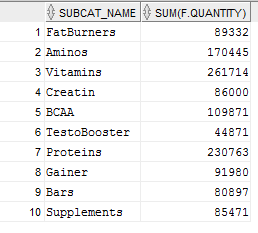 SUBCAT_NAME SUM(F.QUANTITY)
1 FatBurners 89332
2 Aminos 170445
3 Vitamins 261714
4 Creatin 86000
5 BCAA 109871
6 TestoBooster 44871
7 Proteins 230763
8 Gainer 91980
9 Bars 80897
10 Supplements 85471